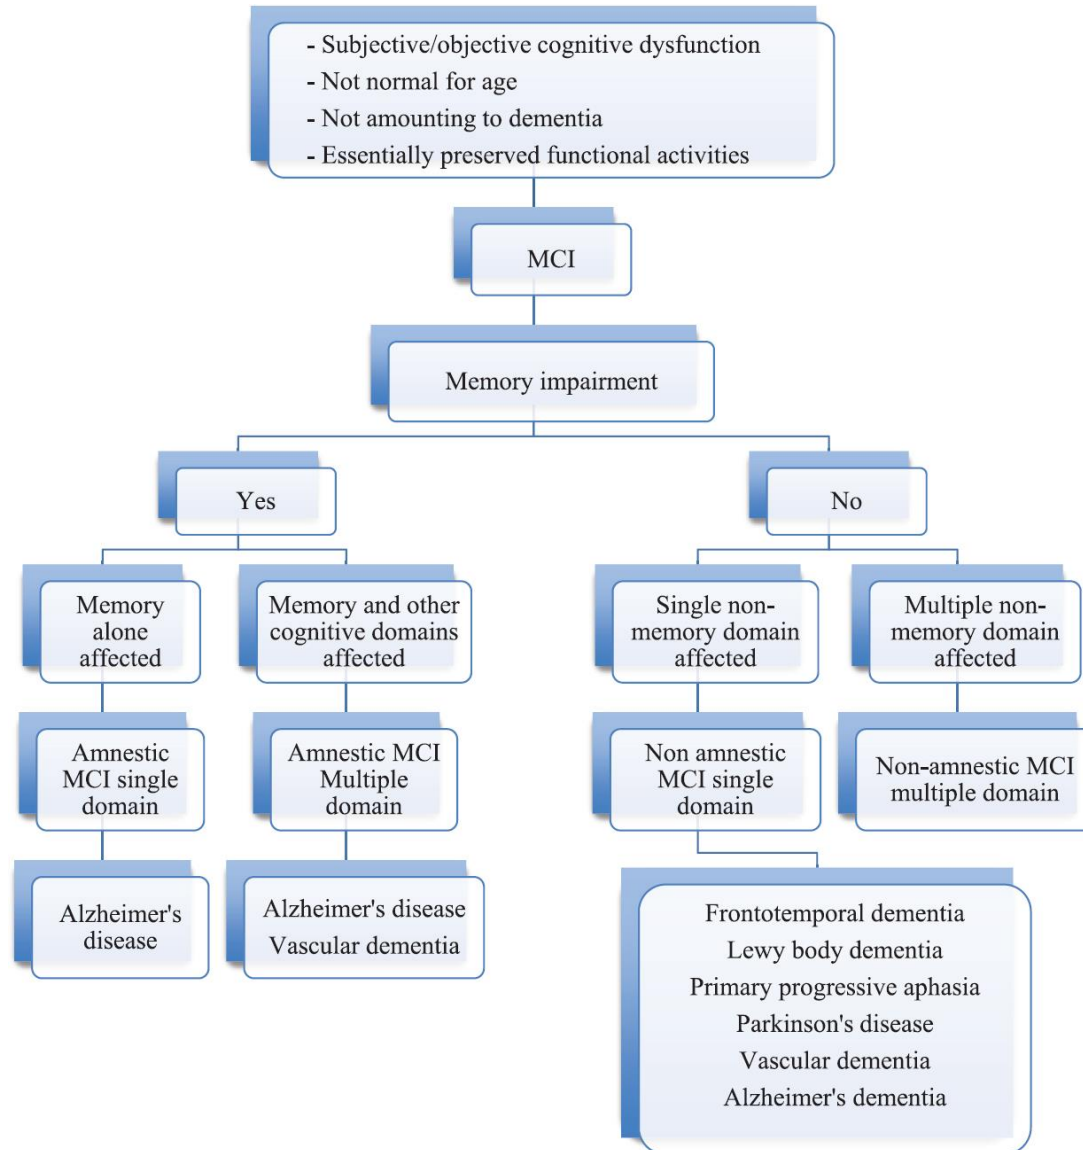 - Subjective/objective cognitive dysfunction
- Not normal for age
- Not amounting to dementia
- Essentially preserved functional activities
MCI
Memory impairment
Yes
No
Memory
alone
affected
Memory and other
cognitive domains
affected
Single non-
memory domain
affected
Multiple non-
memory domain
affected
Amnestic
MCI single
domain
Amnestic MCI
Multiple
domain
Non amnestic
MCI single
domain
Non-amnestic MCI
multiple domain
Alzheimer's
disease
Alzheimer's disease
Vascular dementia
Frontotemporal dementia
Lewy body dementia
Primary progressive aphasia
Parkinson's disease
Vascular dementia
Alzheimer's dementia